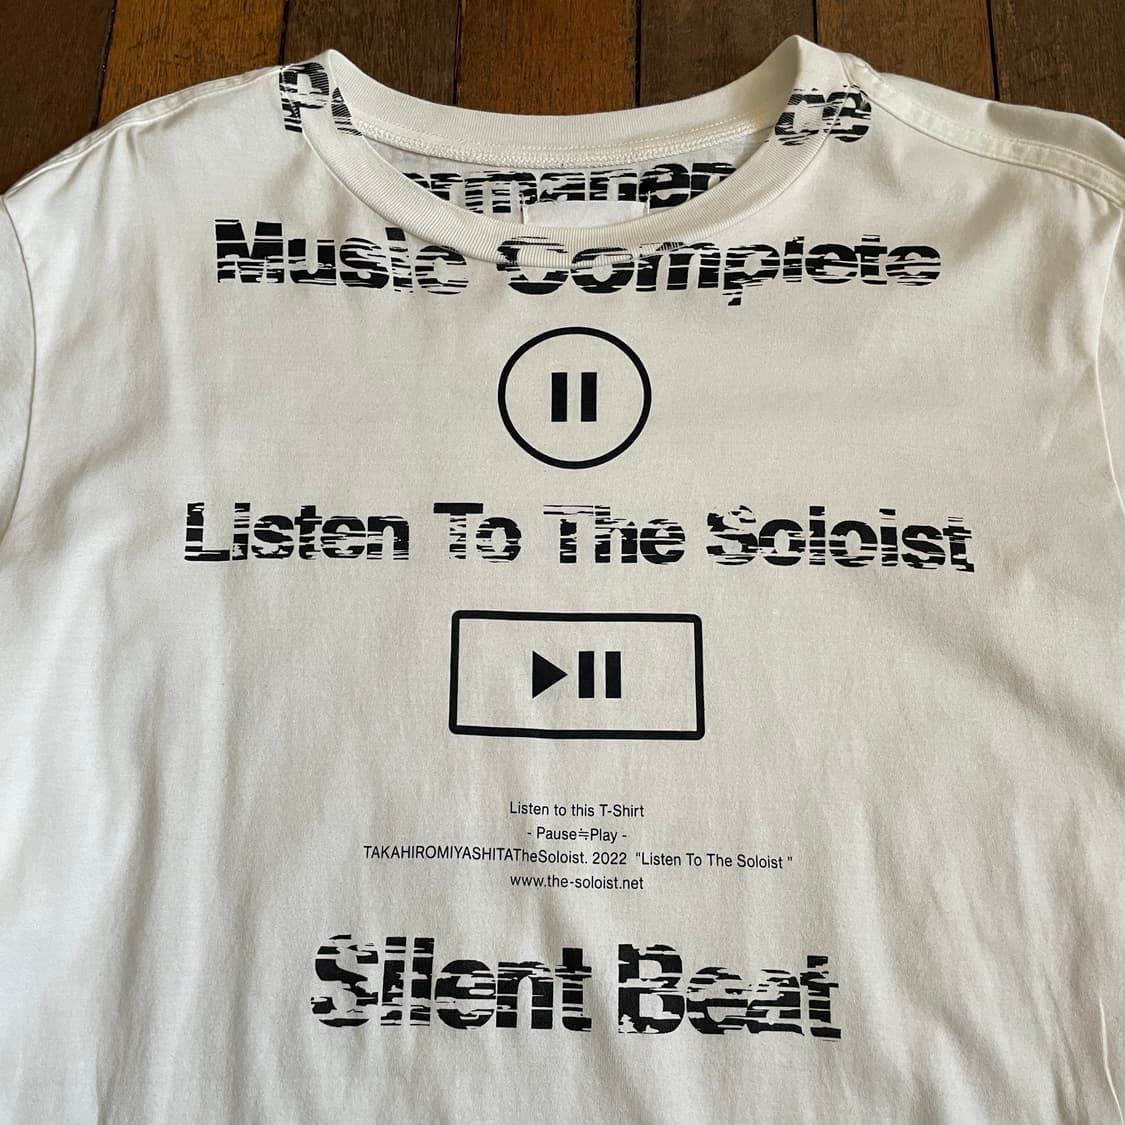 Music Complete
Listen To The Soloist
Listen to this T-Shirt
- Pause≒Play -
TAKAHIROMIYASHITATheSoloist. 2022 "Listen To The Soloist "
www.the-soloist.net
Silent Beat